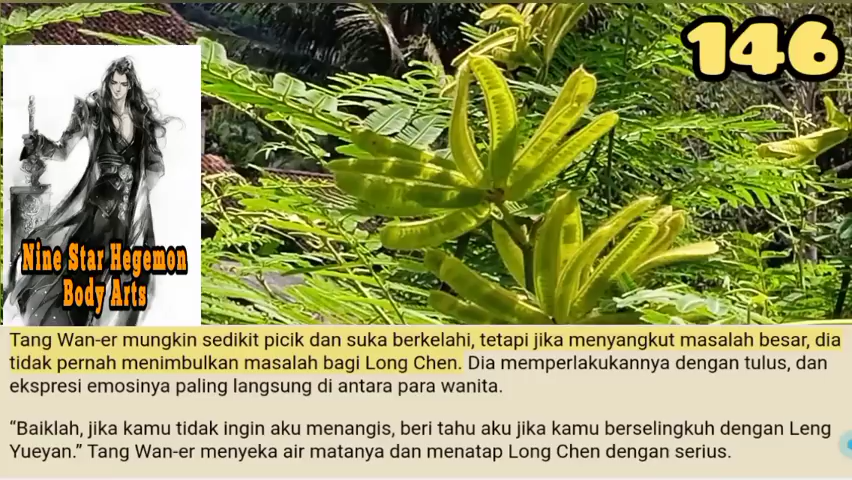 146
Nine Star Hegemon
Body Arts
Tang Wan-er mungkin sedikit picik dan suka berkelahi, tetapi jika menyangkut masalah besar, dia
tidak pernah menimbulkan masalah bagi Long Chen. Dia memperlakukannya dengan tulus, dan
ekspresi emosinya paling langsung di antara para wanita.
“Baiklah, jika kamu tidak ingin aku menangis, beri tahu aku jika kamu berselingkuh dengan Leng
Yueyan.” Tang Wan-er menyeka air matanya dan menatap Long Chen dengan serius.